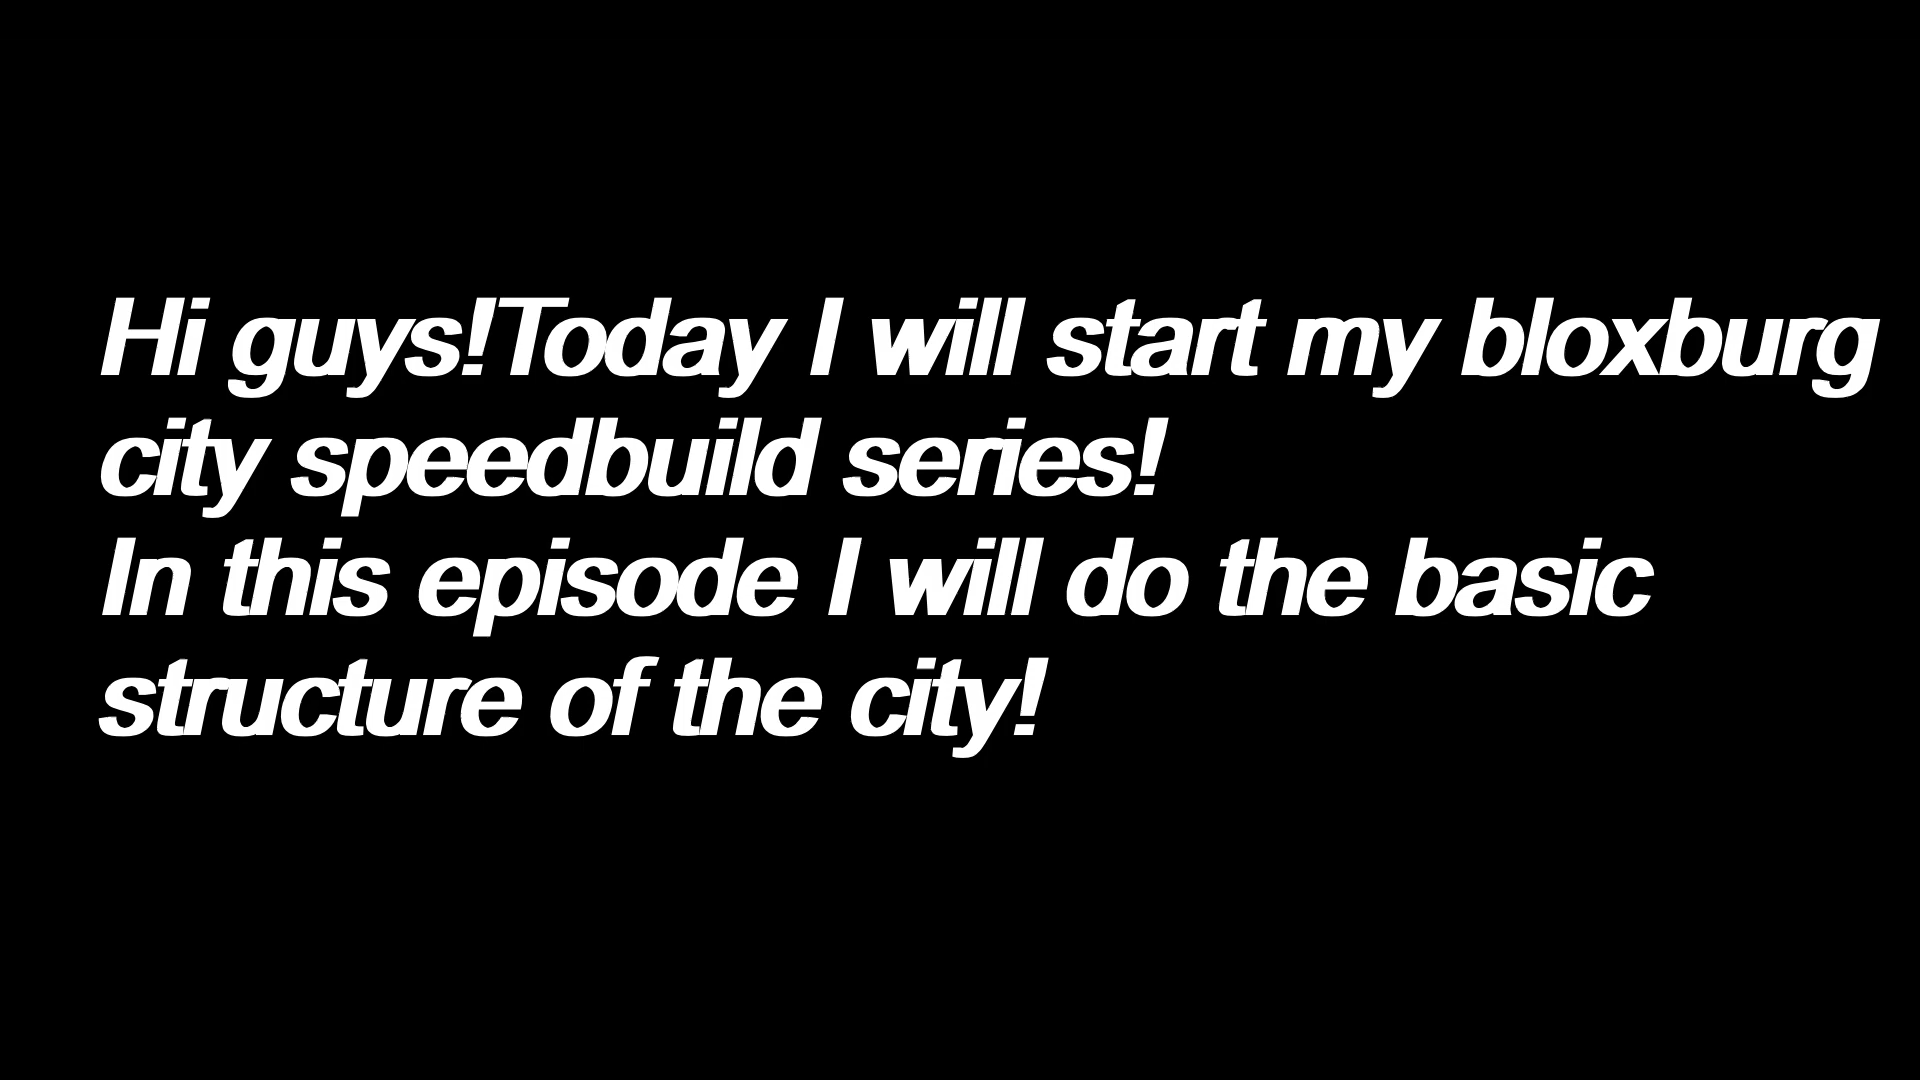 Hi guys!Today I will start my bloxburg
city speedbuild series!
In this episode I will do the basic
structure of the city!